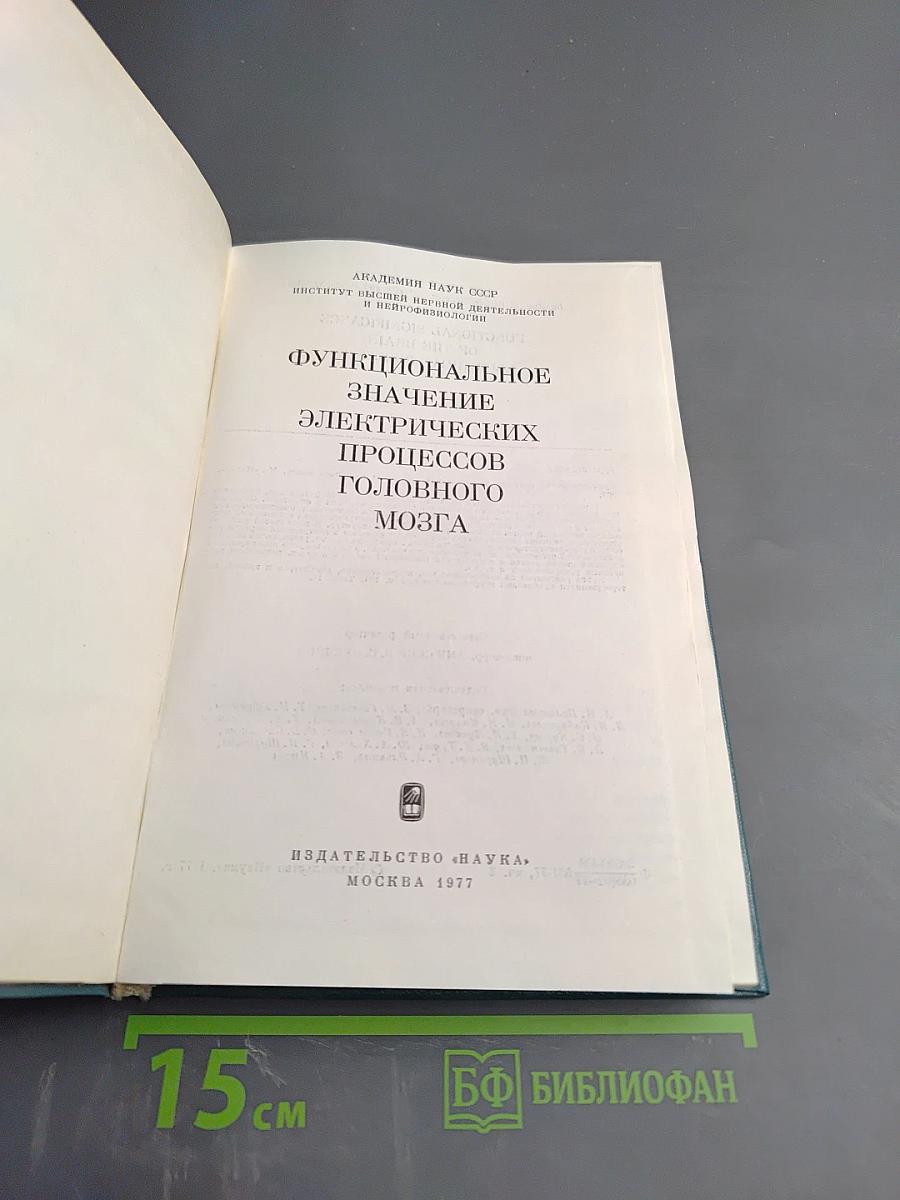 АКАДЕМИЯ НАУК СССР
ИНСТИТУТ ВЫСШЕЙ НЕРВНОЙ ДЕЯТЕЛЬНОСТИ
И НЕЙРОФИЗИОЛОГИИ
ФУНКЦИОНАЛЬНОЕ
ЗНАЧЕНИЕ
ЭЛЕКТРИЧЕСКИХ
ПРОЦЕССОВ
ГОЛОВНОГО
МОЗГА
ИЗДАТЕЛЬСТВО «НАУКА»
МОСКВА 1977
15 СМ
БФ БИБЛИОФАН